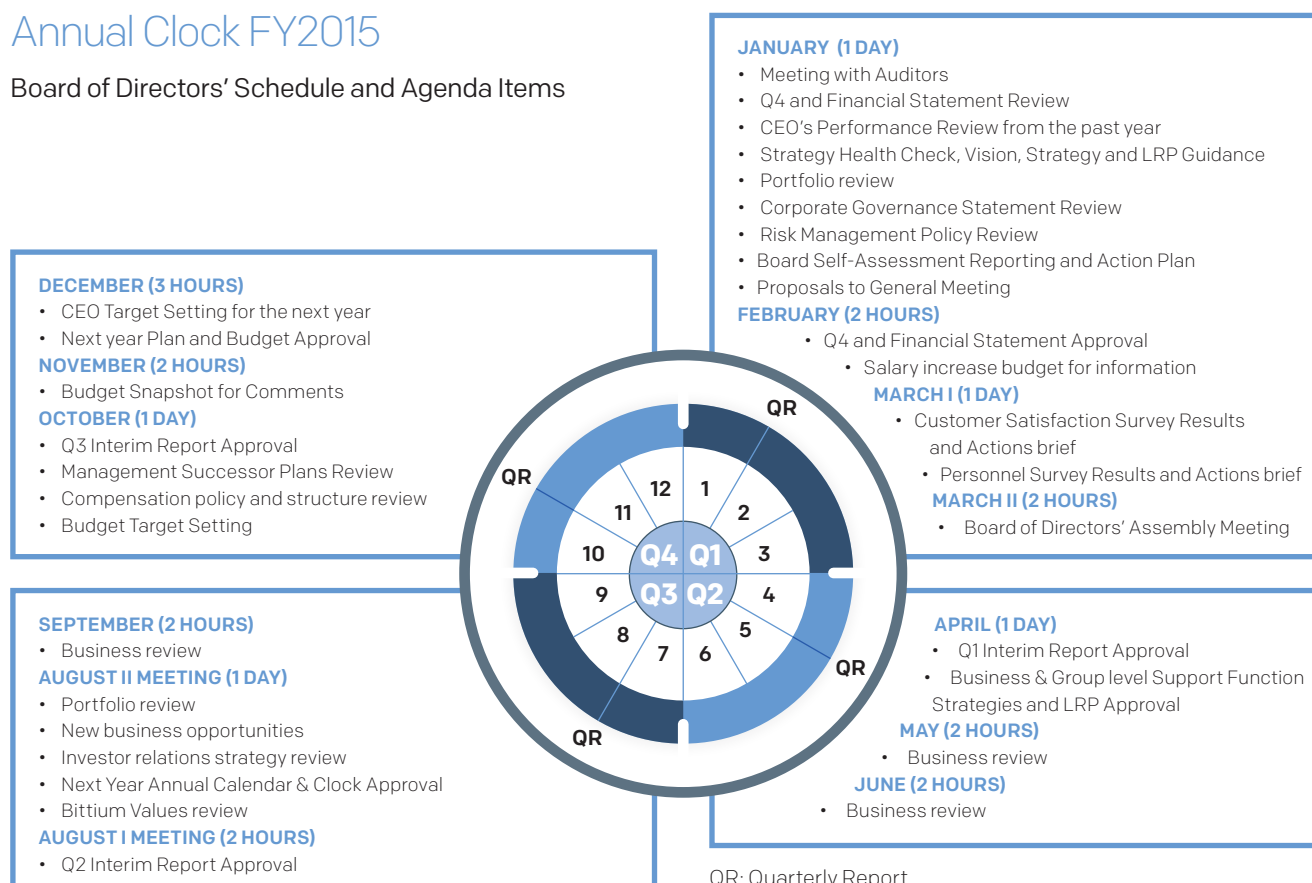 Annual Clock FY2015
Board of Directors' Schedule and Agenda Items
JANUARY (1 DAY)
• Meeting with Auditors
• Q4 and Financial Statement Review
• CEO's Performance Review from the past year
• Strategy Health Check, Vision, Strategy and LRP Guidance
• Portfolio review
• Corporate Governance Statement Review
• Risk Management Policy Review
• Board Self-Assessment Reporting and Action Plan
• Proposals to General Meeting
FEBRUARY (2 HOURS)
• Q4 and Financial Statement Approval
• Salary increase budget for information
MARCH I (1 DAY)
• Customer Satisfaction Survey Results
and Actions brief
• Personnel Survey Results and Actions brief
MARCH II (2 HOURS)
• Board of Directors' Assembly Meeting
DECEMBER (3 HOURS)
• CEO Target Setting for the next year
• Next year Plan and Budget Approval
NOVEMBER (2 HOURS)
• Budget Snapshot for Comments
OCTOBER (1 DAY)
• Q3 Interim Report Approval
• Management Successor Plans Review
• Compensation policy and structure review
• Budget Target Setting
QR
QR
12 1
11 2
10 Q4 Q1 3
9 Q3 Q2 4
8 5
7 6
QR
QR
SEPTEMBER (2 HOURS)
• Business review
AUGUST II MEETING (1 DAY)
• Portfolio review
• New business opportunities
• Investor relations strategy review
• Next Year Annual Calendar & Clock Approval
• Bittium Values review
AUGUST I MEETING (2 HOURS)
• Q2 Interim Report Approval
APRIL (1 DAY)
• Q1 Interim Report Approval
• Business & Group level Support Function
Strategies and LRP Approval
MAY (2 HOURS)
• Business review
JUNE (2 HOURS)
• Business review
QR: Quarterly Report